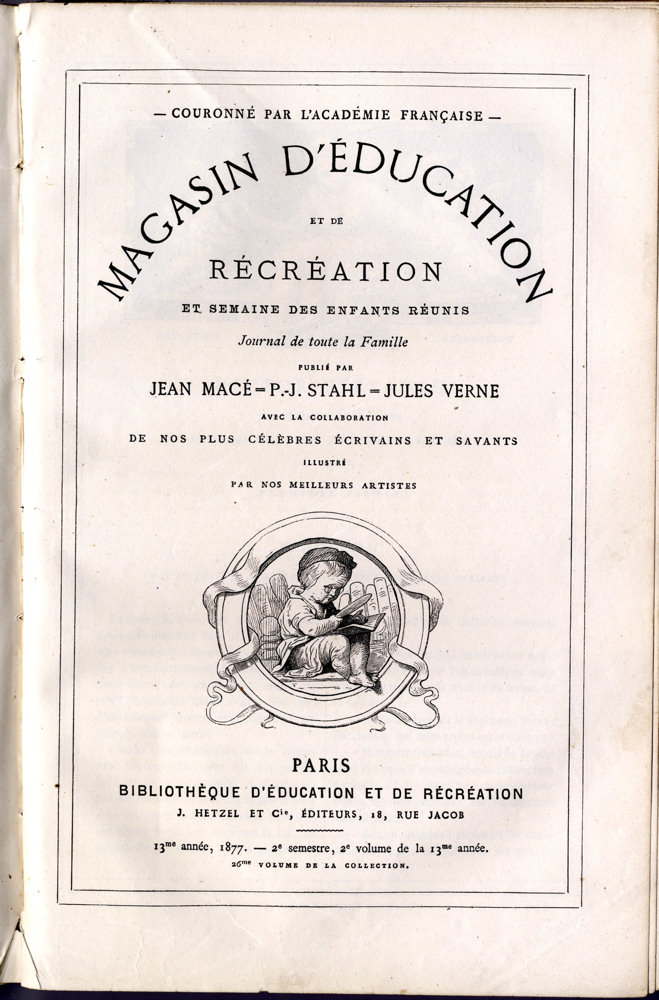 — COURONNÉ PAR L'ACADÉMIE FRANÇAISE —
MAGASIN D'ÉDUCATION
ET DE
RÉCRÉATION
ET SEMAINE DES ENFANTS RÉUNIS
Journal de toute la Famille
PUBLIÉ PAR
JEAN MACÉ = P.-J. STAHL = JULES VERNE
AVEC LA COLLABORATION
DE NOS PLUS CÉLÈBRES ÉCRIVAINS ET SAVANTS
ILLUSTRÉ
PAR NOS MEILLEURS ARTISTES
PARIS
BIBLIOTHÈQUE D'ÉDUCATION ET DE RÉCRÉATION
J. HETZEL ET Cie, ÉDITEURS, 18, RUE JACOB
13me année, 1877. — 2e semestre, 2e volume de la 13me année.
26me VOLUME DE LA COLLECTION.